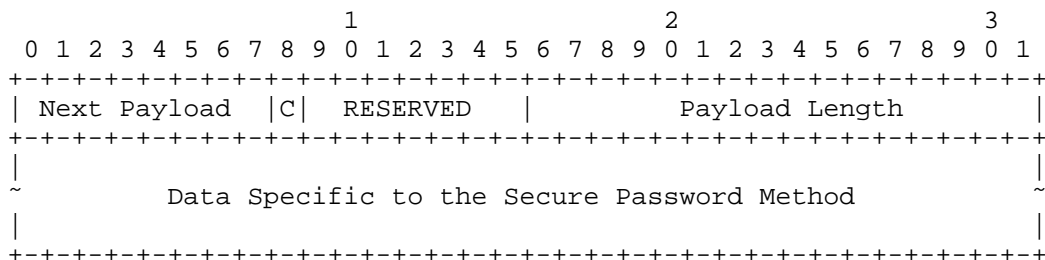 1                   2                   3
 0 1 2 3 4 5 6 7 8 9 0 1 2 3 4 5 6 7 8 9 0 1 2 3 4 5 6 7 8 9 0 1
+-+-+-+-+-+-+-+-+-+-+-+-+-+-+-+-+-+-+-+-+-+-+-+-+-+-+-+-+-+-+-+-+
| Next Payload  |C|  RESERVED   |         Payload Length        |
+-+-+-+-+-+-+-+-+-+-+-+-+-+-+-+-+-+-+-+-+-+-+-+-+-+-+-+-+-+-+-+-+
|                                                               |
~         Data Specific to the Secure Password Method           ~
|                                                               |
+-+-+-+-+-+-+-+-+-+-+-+-+-+-+-+-+-+-+-+-+-+-+-+-+-+-+-+-+-+-+-+-+